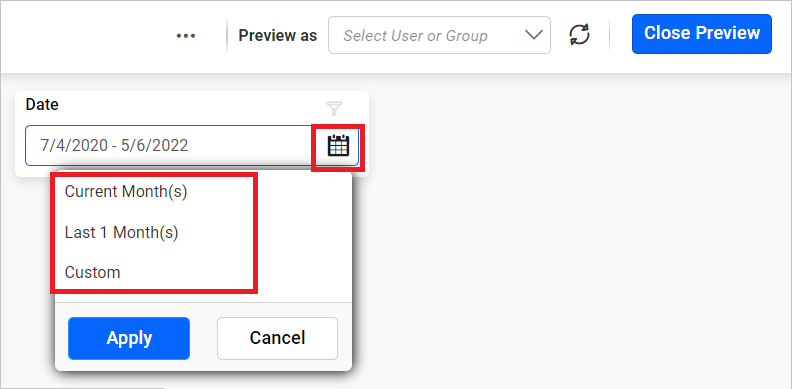 Preview as
Select User or Group
Close Preview
Date
7/4/2020 - 5/6/2022
Current Month(s)
Last 1 Month(s)
Custom
Apply
Cancel